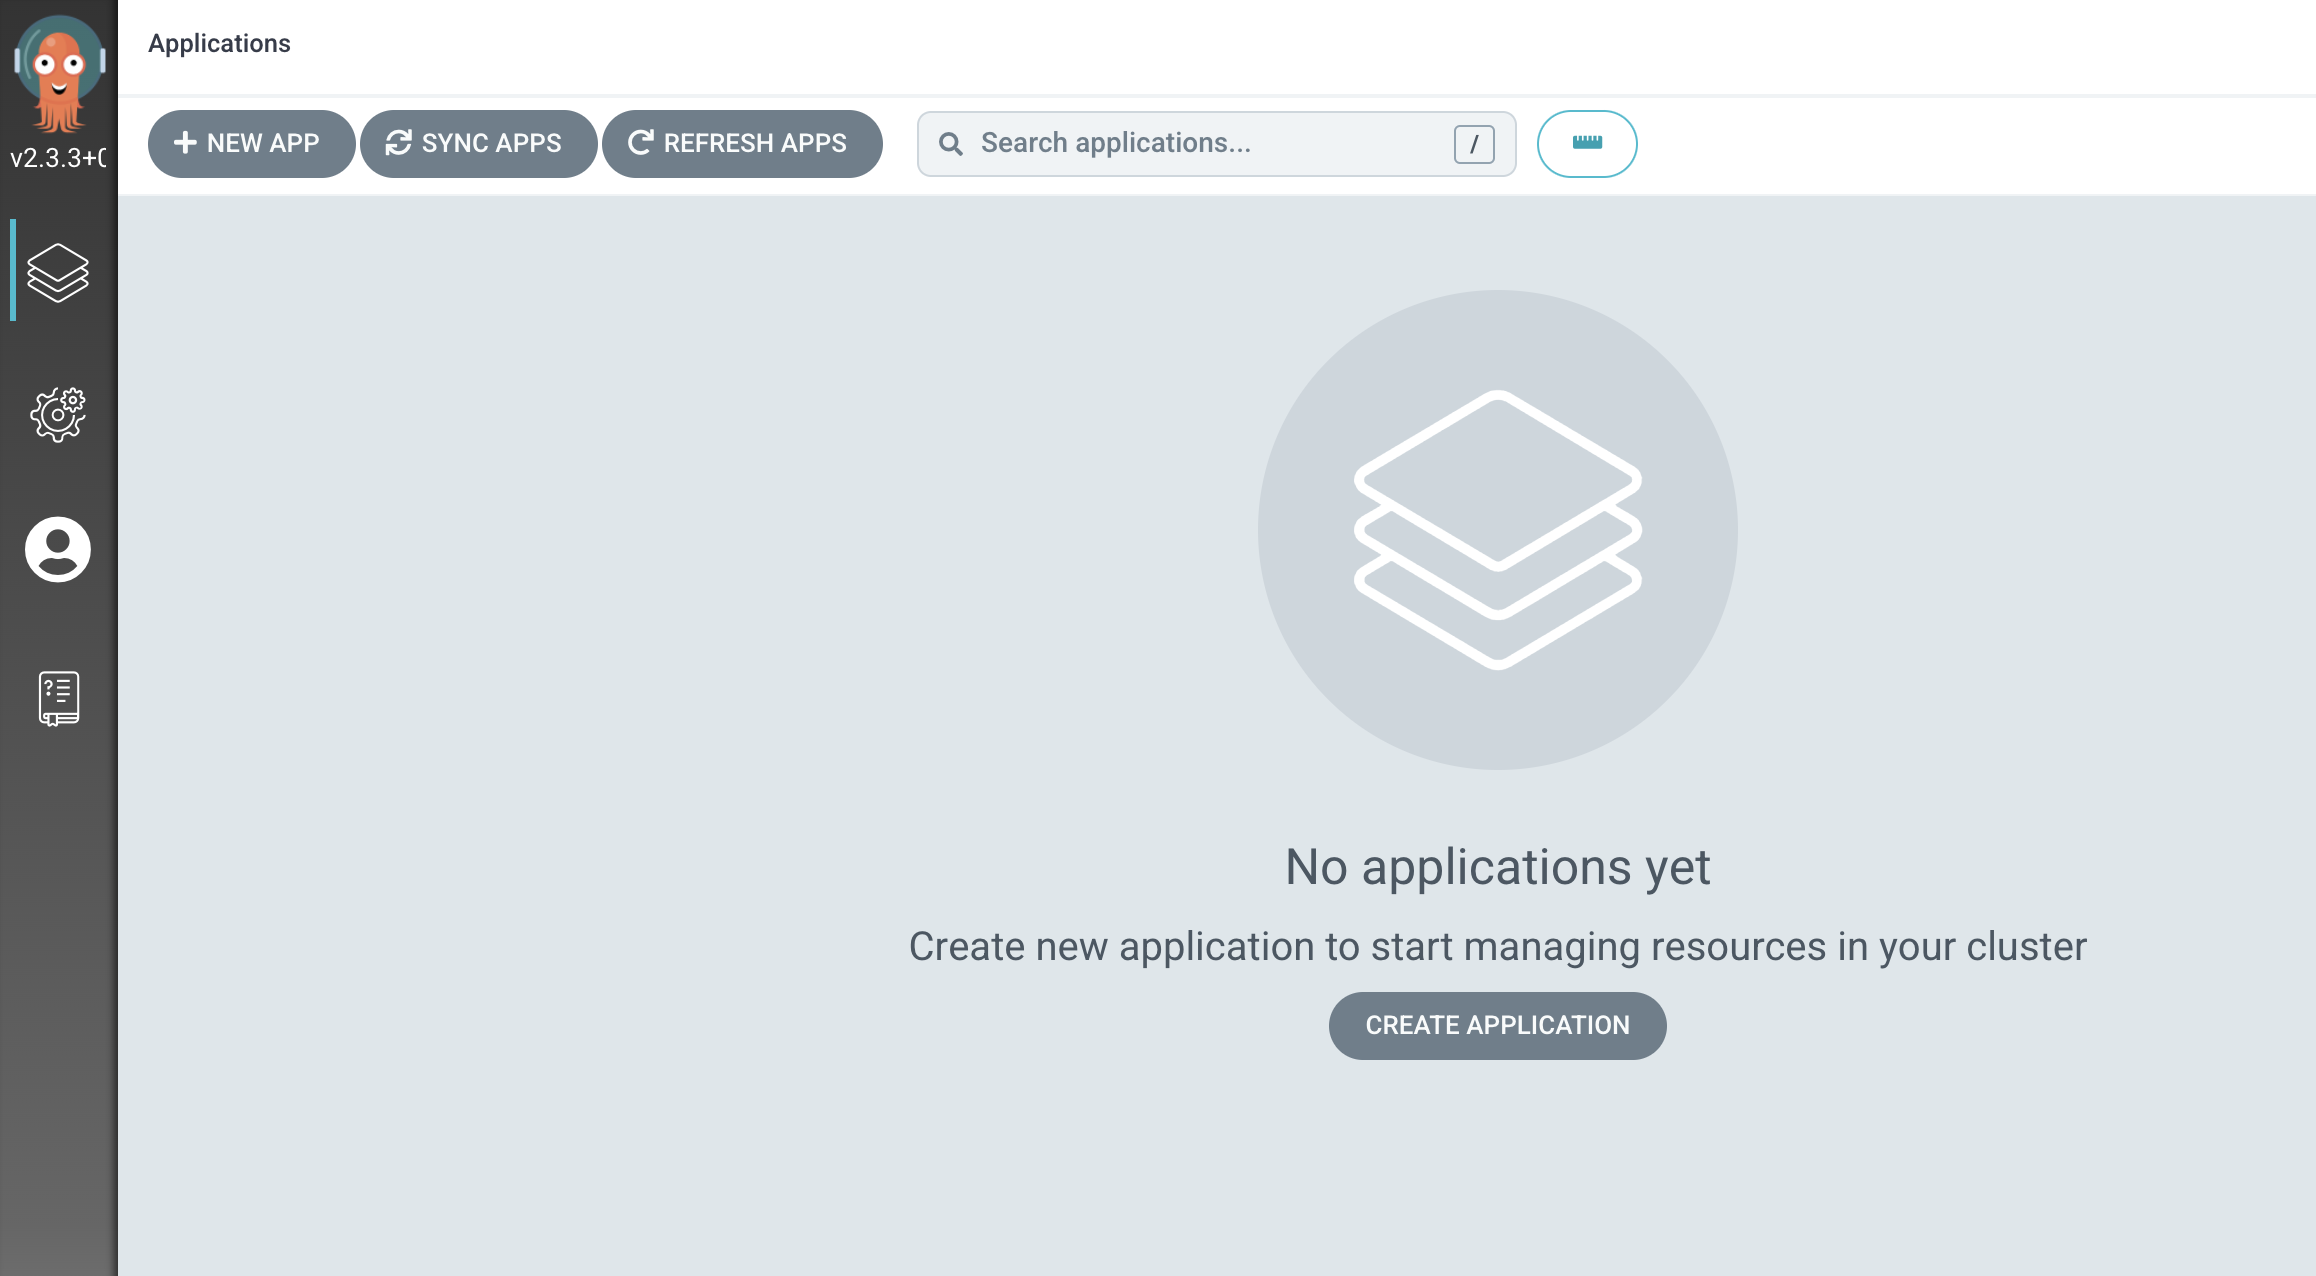 Applications
NEW APP
SYNC APPS
REFRESH APPS
Search applications...
/
v2.3.3+
No applications yet
Create new application to start managing resources in your cluster
CREATE APPLICATION